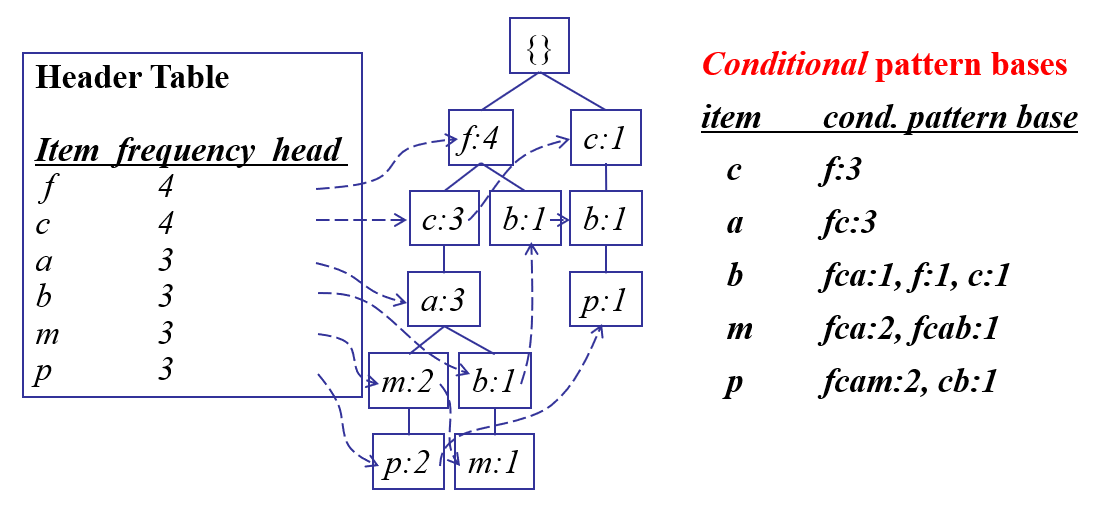 Header Table
Item frequency head
f 4
c 4
a 3
b 3
m 3
p 3
{}
f:4 c:1
c:3 b:1 b:1
a:3 p:1
m:2 b:1
p:2 m:1
Conditional pattern bases
item cond. pattern base
c f:3
a fc:3
b fca:1, f:1, c:1
m fca:2, fcab:1
p fcam:2, cb:1